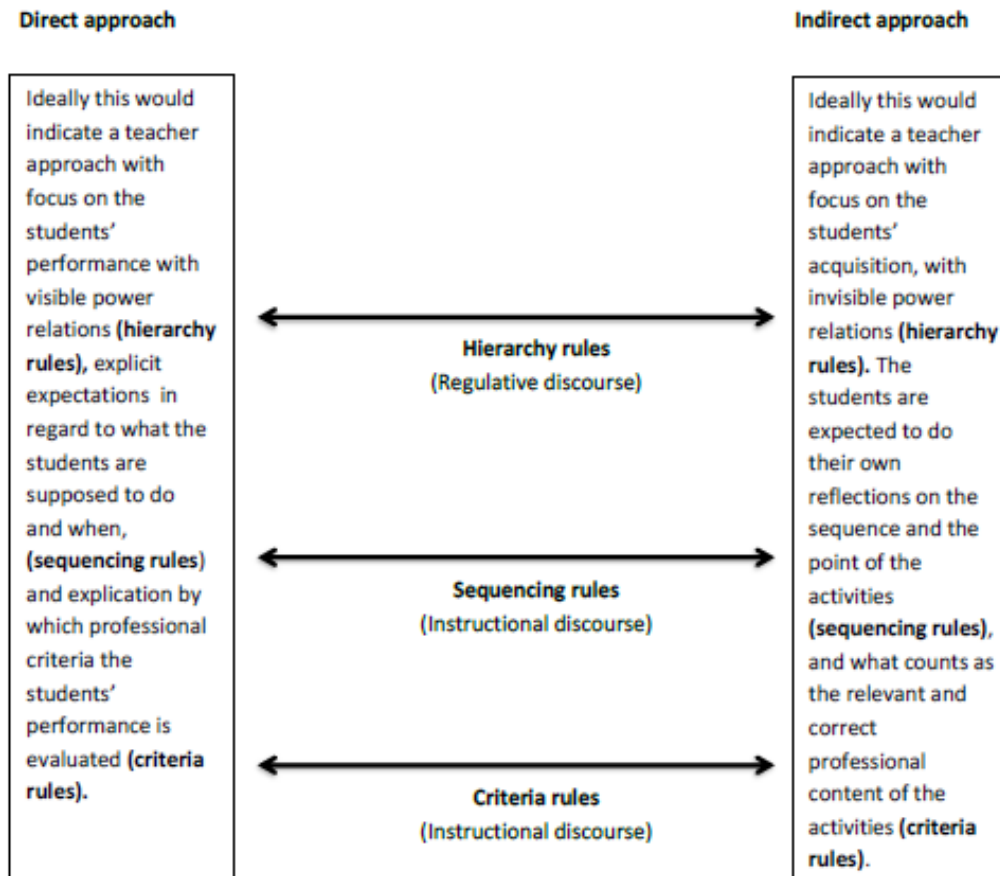 Direct approach
Indirect approach
Ideally this would
indicate a teacher
approach with
focus on the
students'
performance with
visible power
relations (hierarchy
rules), explicit
expectations in
regard to what the
students are
supposed to do
and when,
(sequencing rules)
and explication by
which professional
criteria the
students'
performance is
evaluated (criteria
rules).
Hierarchy rules
(Regulative discourse)
Sequencing rules
(Instructional discourse)
Criteria rules
(Instructional discourse)
Ideally this would
indicate a teacher
approach with
focus on the
students'
acquisition, with
invisible power
relations (hierarchy
rules). The
students are
expected to do
their own
reflections on the
sequence and the
point of the
activities
(sequencing rules),
and what counts as
the relevant and
correct
professional
content of the
activities (criteria
rules).